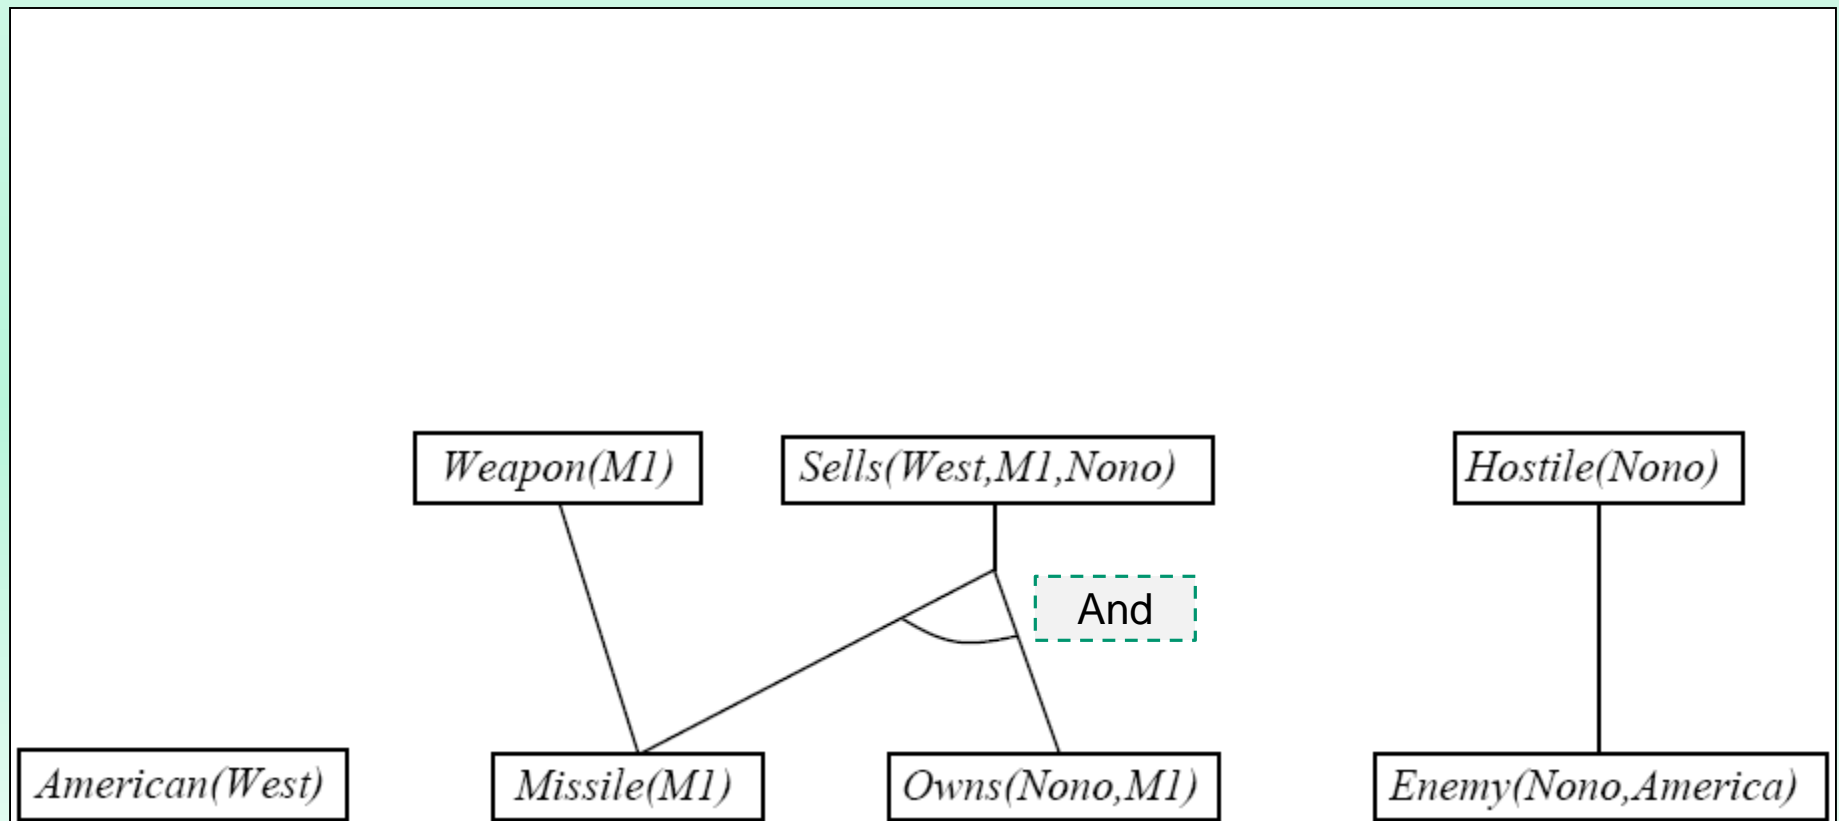 Weapon(M1)
Sells(West,M1,Nono)
Hostile(Nono)
And
American(West)
Missile(M1)
Owns(Nono,M1)
Enemy(Nono,America)